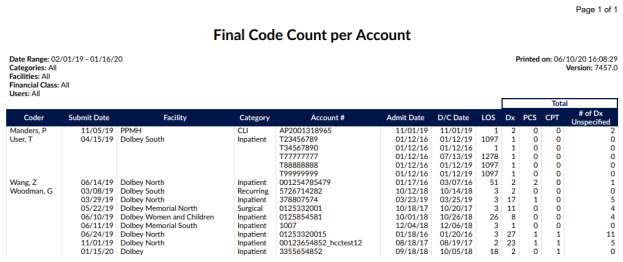 Page 1 of 1
Final Code Count per Account
Date Range: 02/01/19 - 01/16/20
Categories: All
Facilities: All
Financial Class: All
Users: All
Printed on: 06/10/20 16:08:29
Version: 7457.0
Total
Coder Submit Date Facility Category Account # Admit Date D/C Date LOS Dx PCS CPT # of Dx Unspecified
Manders, P 11/05/19 PPMH CLI AP2001318965 11/01/19 11/01/19 1 2 0 0 2
User, T 04/15/19 Dolbey South Inpatient T23456789 01/12/16 01/12/19 1097 1 0 0 0
T34567890 01/12/16 01/12/16 1 1 0 0 0
T77777777 01/12/16 07/13/19 1278 1 0 0 0
T88888888 01/12/16 01/12/19 1097 1 0 0 0
T99999999 01/12/16 01/12/19 1097 1 0 0 0
Wang, Z 06/14/19 Dolbey North Inpatient 001254785479 01/17/16 03/07/16 51 2 2 0 1
Woodman, G 03/08/19 Dolbey South Recurring 5726714282 10/12/18 10/14/18 3 2 0 0 0
03/29/19 Dolbey North Inpatient 378807574 03/23/19 03/25/19 3 17 1 0 5
05/22/19 Dolbey Memorial North Surgical 0125332001 10/18/17 10/20/17 3 11 0 0 4
06/10/19 Dolbey Women and Children Inpatient 0125854581 10/01/18 10/26/18 26 8 0 0 4
06/11/19 Dolbey Memorial South Inpatient 1007 12/04/18 12/06/18 3 1 0 0 0
06/24/19 Dolbey North Inpatient 01253320015 01/18/16 01/20/16 3 27 1 1 11
11/01/19 Dolbey North Inpatient 00123654852_hcctest12 08/18/17 08/19/17 2 23 1 1 5
01/15/20 Dolbey Inpatient 3355654852 09/18/18 10/05/18 18 2 0 1 0